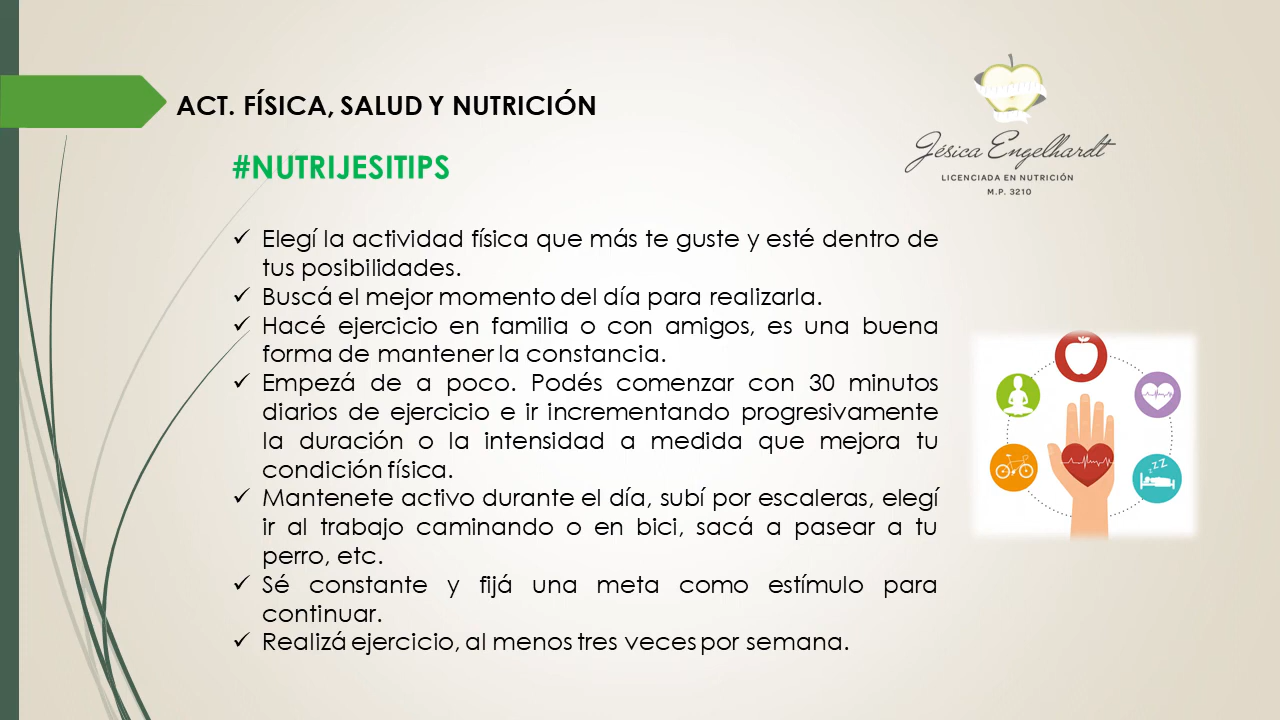 ACT. FÍSICA, SALUD Y NUTRICIÓN
#NUTRIJESITIPS
Jésica Engelhardt
LICENCIADA EN NUTRICIÓN
M.P. 3210
✓ Elegí la actividad física que más te guste y esté dentro de
tus posibilidades.
✓ Buscá el mejor momento del día para realizarla.
✓ Hacé ejercicio en familia o con amigos, es una buena
forma de mantener la constancia.
✓ Empezá de a poco. Podés comenzar con 30 minutos
diarios de ejercicio e ir incrementando progresivamente
la duración o la intensidad a medida que mejora tu
condición física.
✓ Mantenete activo durante el día, subí por escaleras, elegí
ir al trabajo caminando o en bici, sacá a pasear a tu
perro, etc.
✓ Sé constante y fijá una meta como estímulo para
continuar.
✓ Realizá ejercicio, al menos tres veces por semana.
zZZ